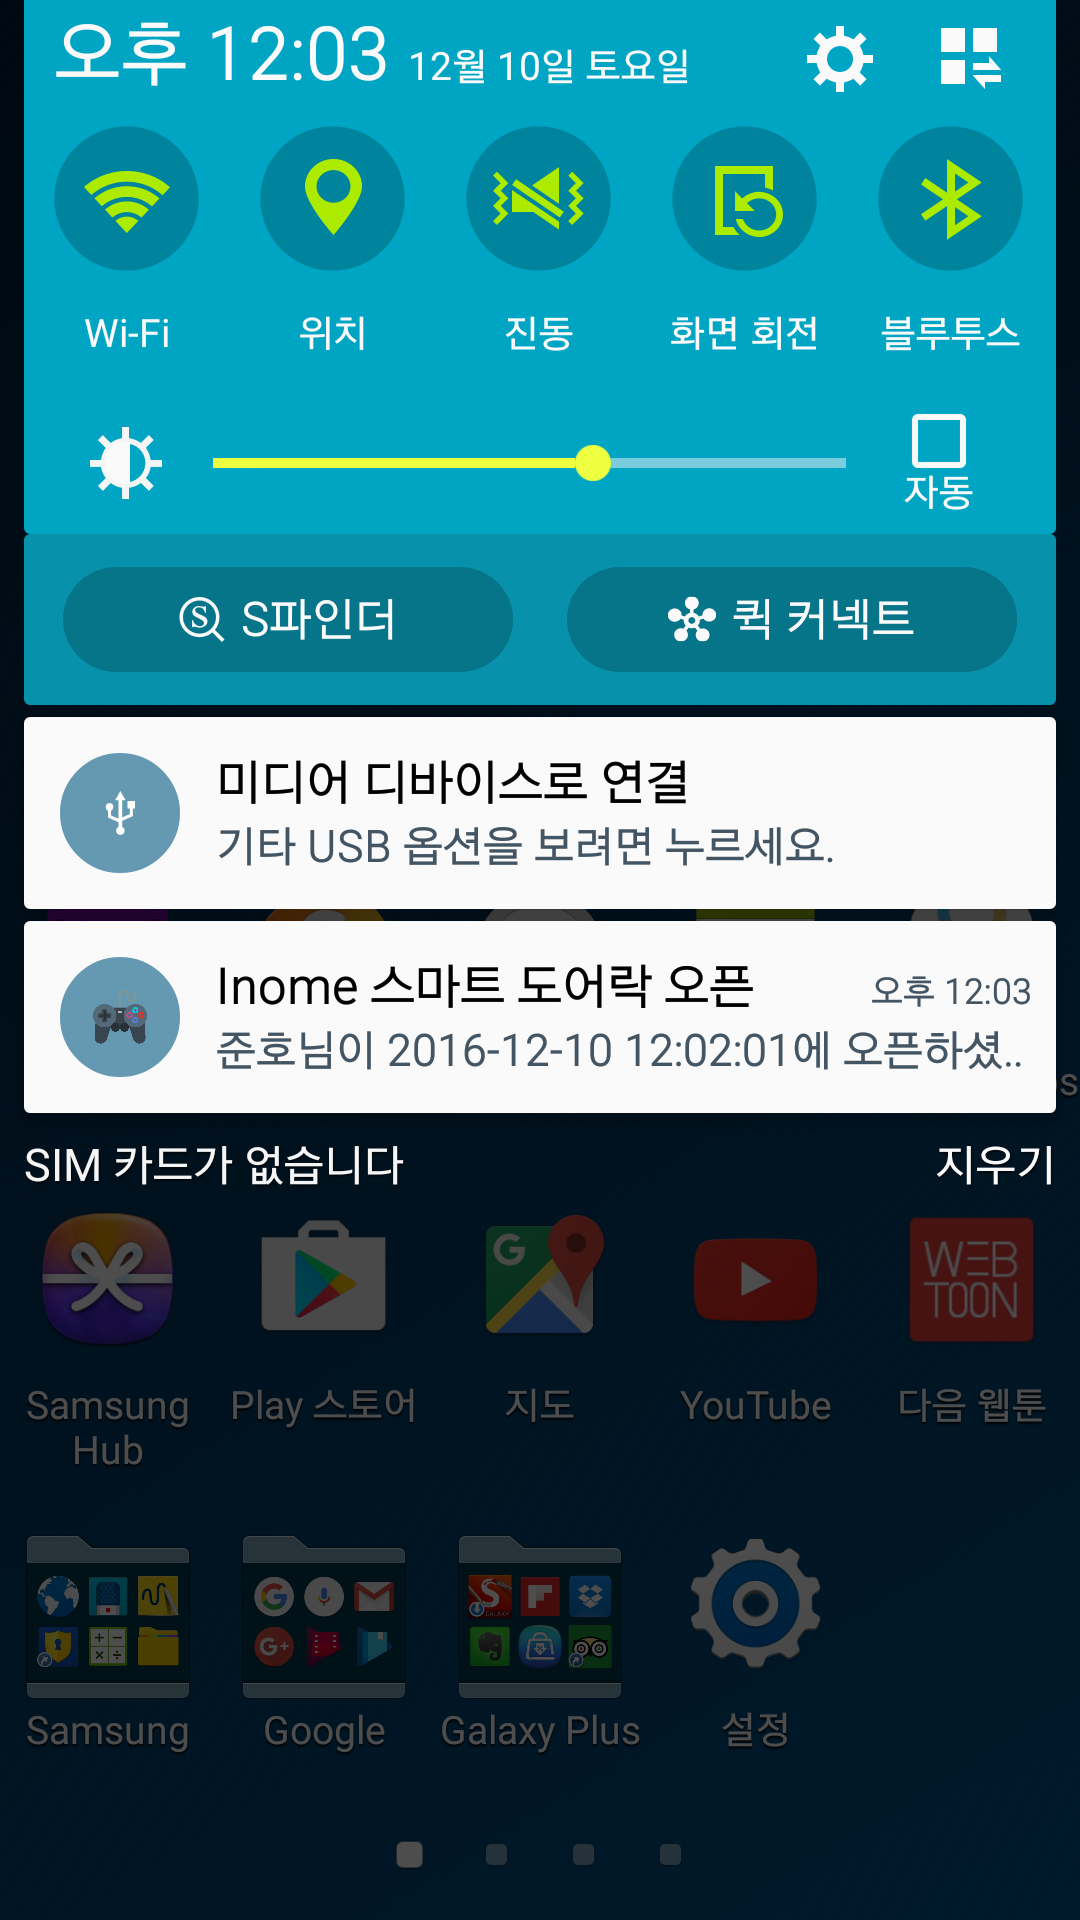 오후 12:03 12월 10일 토요일
Wi-Fi 위치 진동 화면 회전 블루투스
자동
S파인더 퀵 커넥트
미디어 디바이스로 연결
기타 USB 옵션을 보려면 누르세요.
Inome 스마트 도어락 오픈 오후 12:03
준호님이 2016-12-10 12:02:01에 오픈하셨..
s
SIM 카드가 없습니다 지우기
WEB
TOON
Samsung Hub Play 스토어 지도 YouTube 다음 웹툰
Samsung Google Galaxy Plus 설정